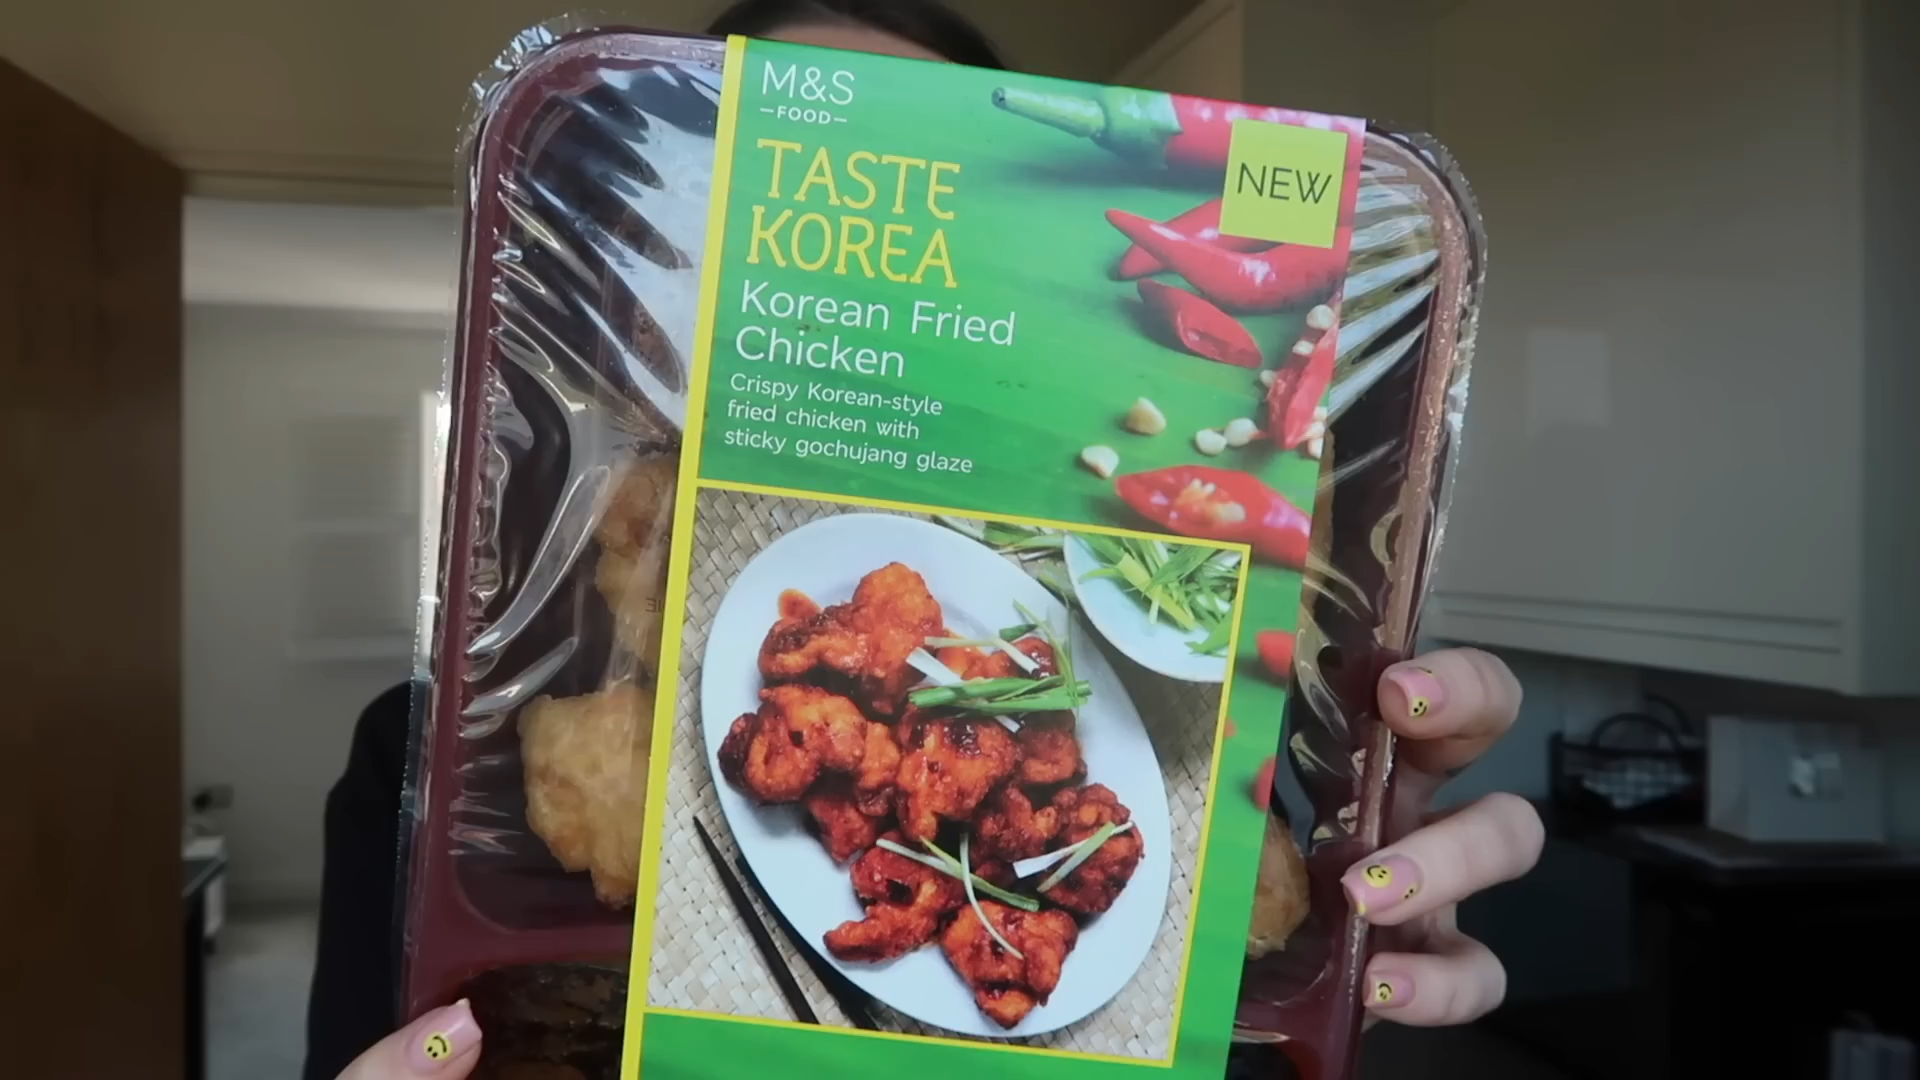 M&S
FOOD
TASTE
KOREA
Korean Fried
Chicken
Crispy Korean-style
fried chicken with
sticky gochujang glaze
NEW